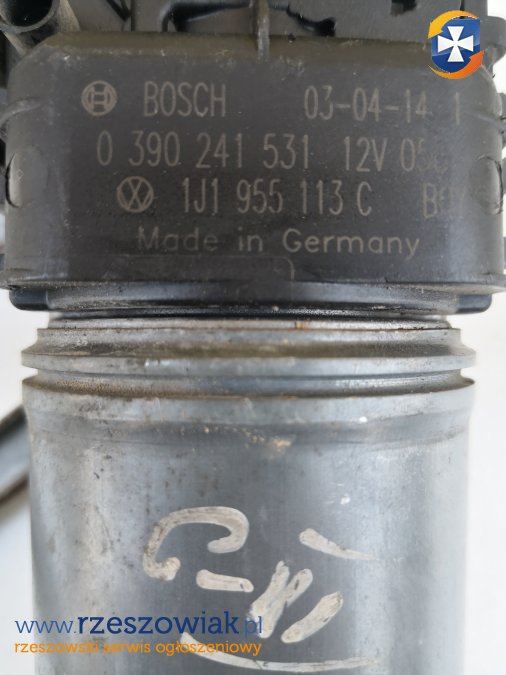 BOSCH 03-04-14 1
0 390 241 531 12V
1J1 955 113 C
Made in Germany
www.rzeszowiak.pl
rzeszowski serwis ogłoszeniowy